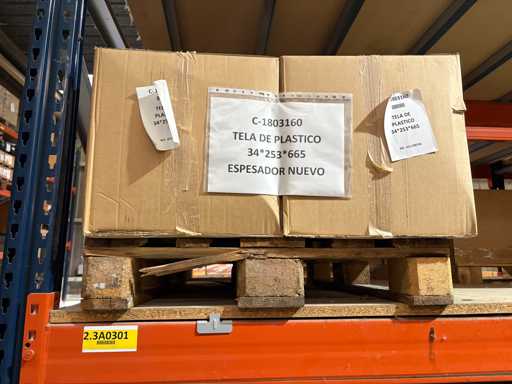 C-1803160
TELA DE PLASTICO
34*253*665
ESPESADOR NUEVO
TELA DE
PLASTICO
34*253*665
2.3A0301